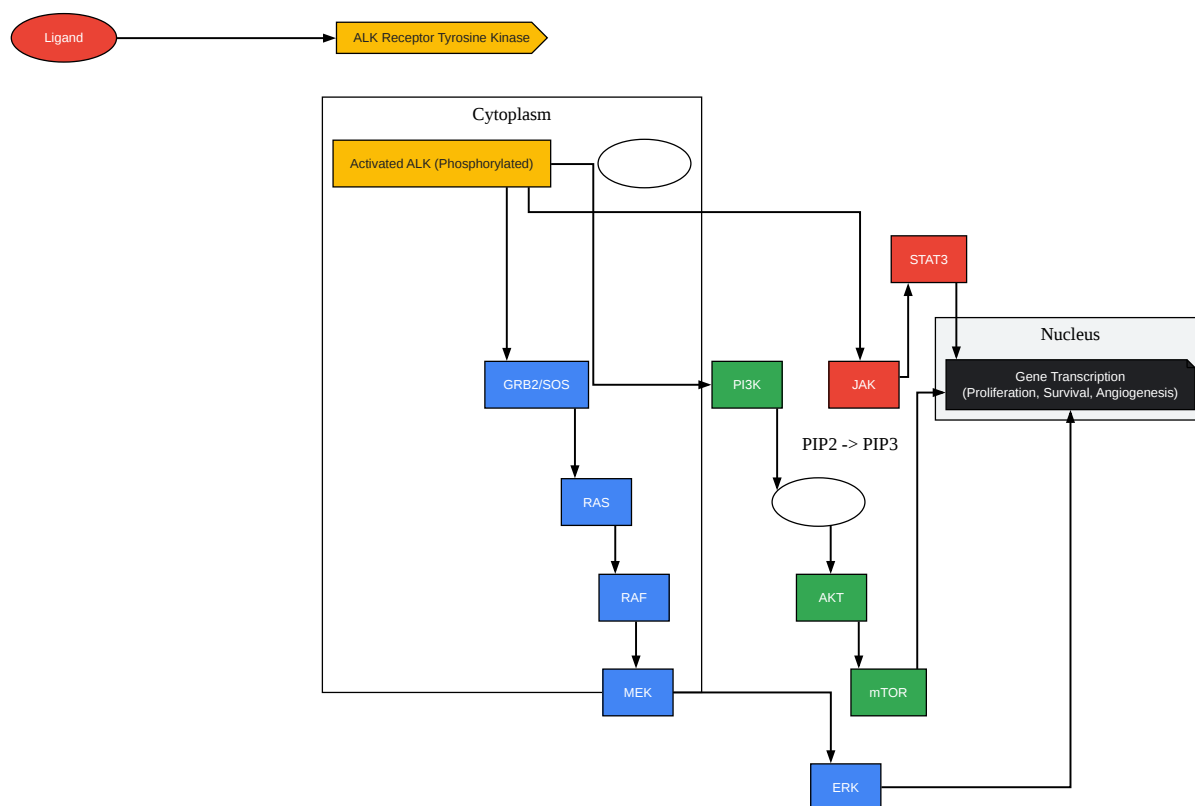 Ligand
ALK Receptor Tyrosine Kinase
Cytoplasm
Activated ALK (Phosphorylated)
STAT3
Nucleus
GRB2/SOS
PI3K
JAK
Gene Transcription
(Proliferation, Survival, Angiogenesis)
PIP2 -> PIP3
RAS
RAF
AKT
MEK
mTOR
ERK